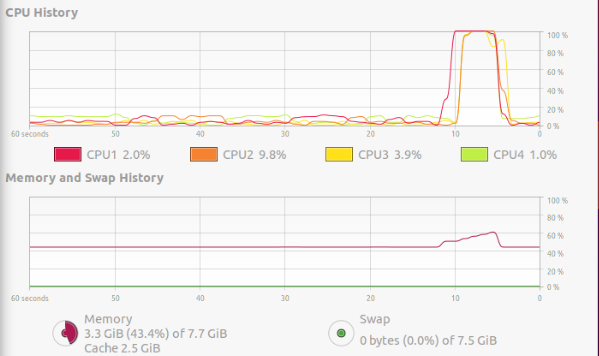 CPU History
100 %
80 %
60 %
40 %
20 %
0 %
60 seconds 50 40 30 20 10 0
CPU1 2.0% CPU2 9.8% CPU3 3.9% CPU4 1.0%
Memory and Swap History
100 %
80 %
60 %
40 %
20 %
0 %
60 seconds 50 40 30 20 10 0
Memory
3.3 GiB (43.4%) of 7.7 GiB
Cache 2.5 GiB
Swap
0 bytes (0.0%) of 7.5 GiB